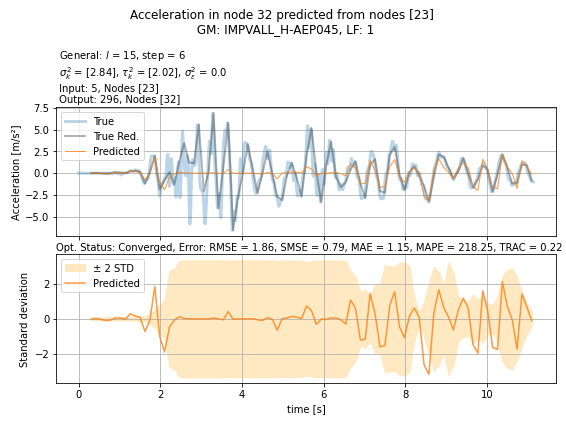 Acceleration in node 32 predicted from nodes [23]
GM: IMPVALL_H-AEP045, LF: 1
General: l = 15, step = 6
σ²ₖ = [2.84], τ²ₖ = [2.02], σ²ε = 0.0
Input: 5, Nodes [23]
Output: 296, Nodes [32]
Acceleration [m/s²]
7.5
5.0
2.5
0.0
−2.5
−5.0
True
True Red.
Predicted
Opt. Status: Converged, Error: RMSE = 1.86, SMSE = 0.79, MAE = 1.15, MAPE = 218.25, TRAC = 0.22
Standard deviation
2
0
−2
± 2 STD
Predicted
0 2 4 6 8 10
time [s]